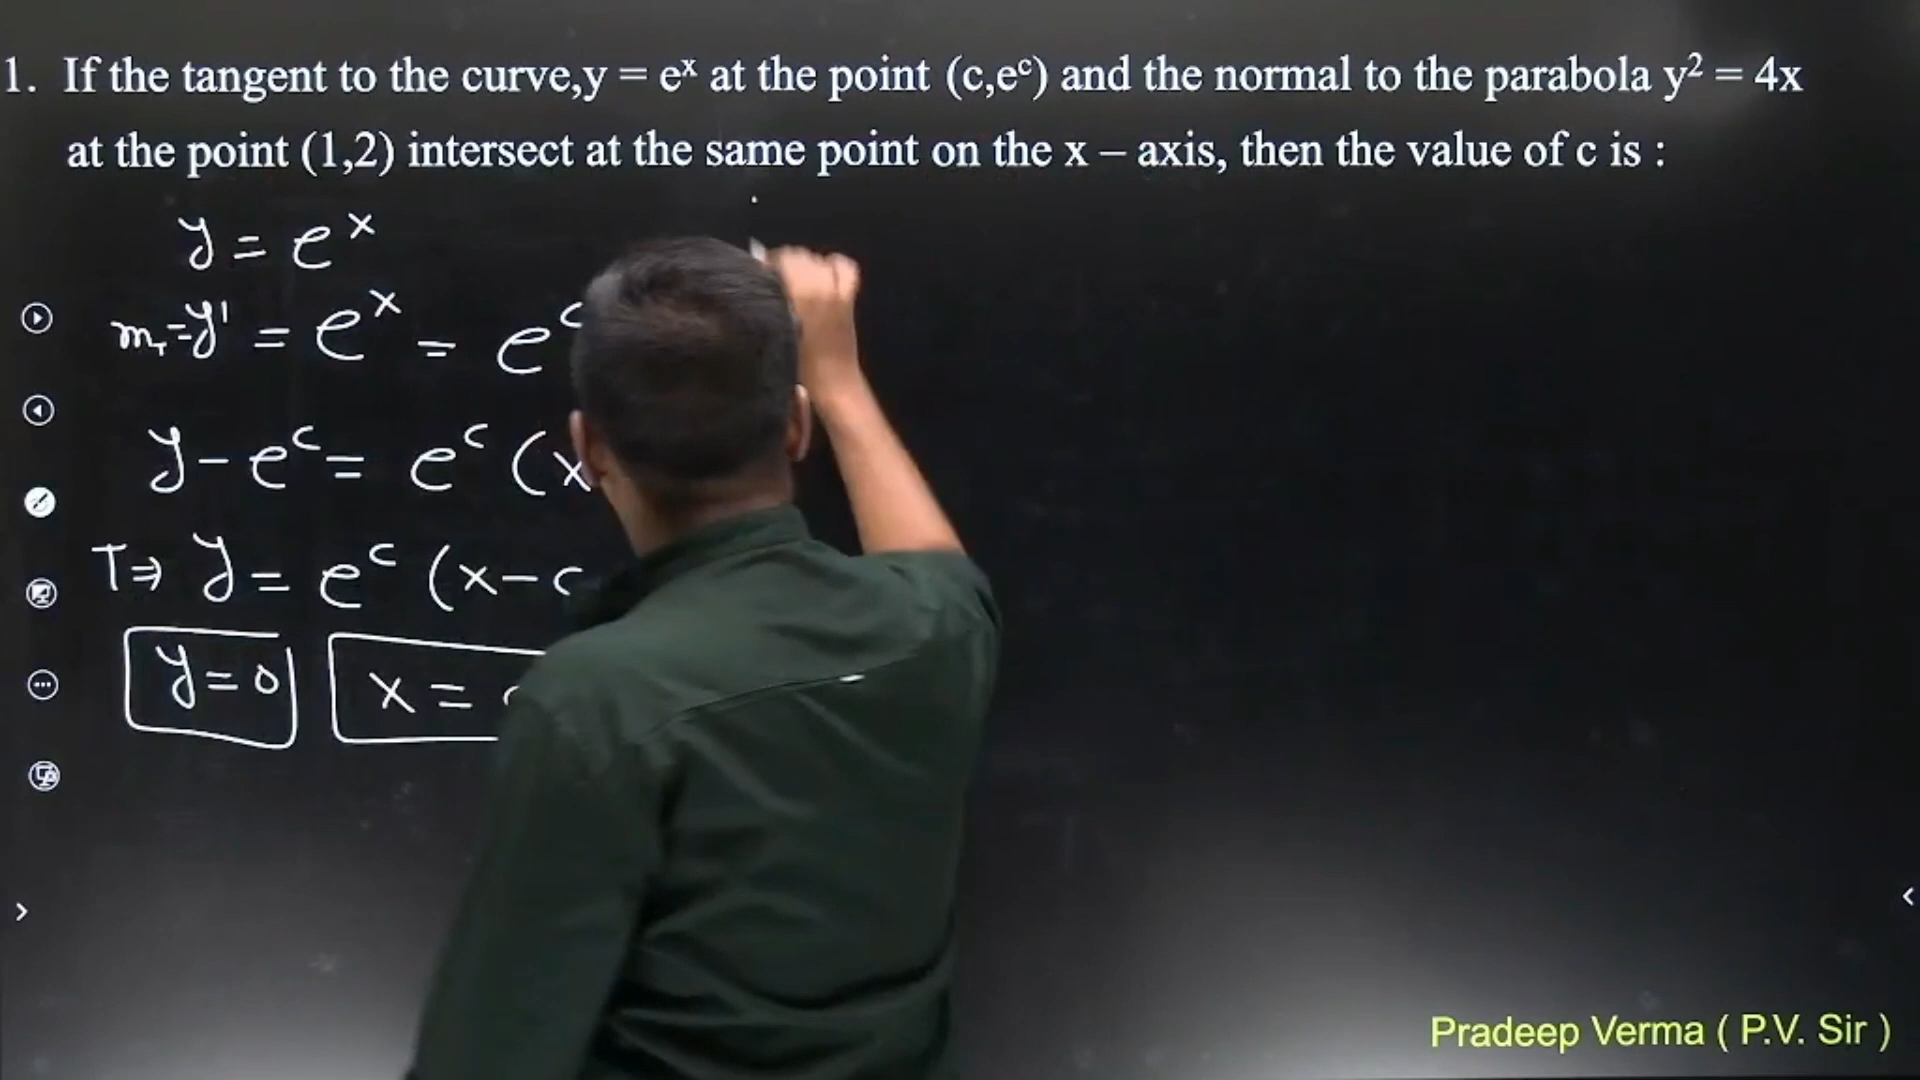 1. If the tangent to the curve,y = eˣ at the point (c,eᶜ) and the normal to the parabola y² = 4x
at the point (1,2) intersect at the same point on the x – axis, then the value of c is :
y = eˣ
m_T = y' = eˣ = eᶜ
y - eᶜ = eᶜ (x
T ⇒ y = eᶜ (x - c
y = 0 x =
Pradeep Verma ( P.V. Sir )